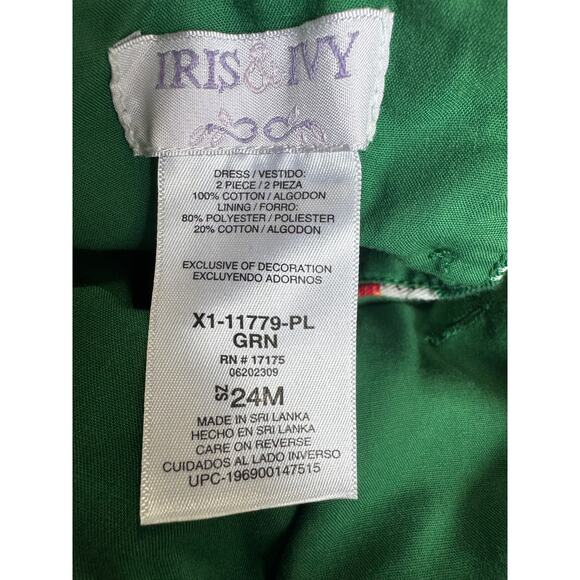 IRIS & IVY
DRESS / VESTIDO:
2 PIECE / 2 PIEZA
100% COTTON / ALGODON
LINING / FORRO:
80% POLYESTER / POLIESTER
20% COTTON / ALGODON
EXCLUSIVE OF DECORATION
EXCLUYENDO ADORNOS
X1-11779-PL
GRN
RN # 17175
06202309
SZ 24M
MADE IN SRI LANKA
HECHO EN SRI LANKA
CARE ON REVERSE
CUIDADOS AL LADO INVERSO
UPC-196900147515